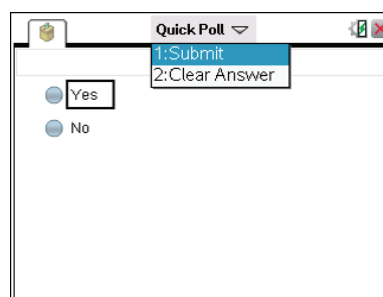 Quick Poll
1:Submit
2:Clear Answer
Yes
No